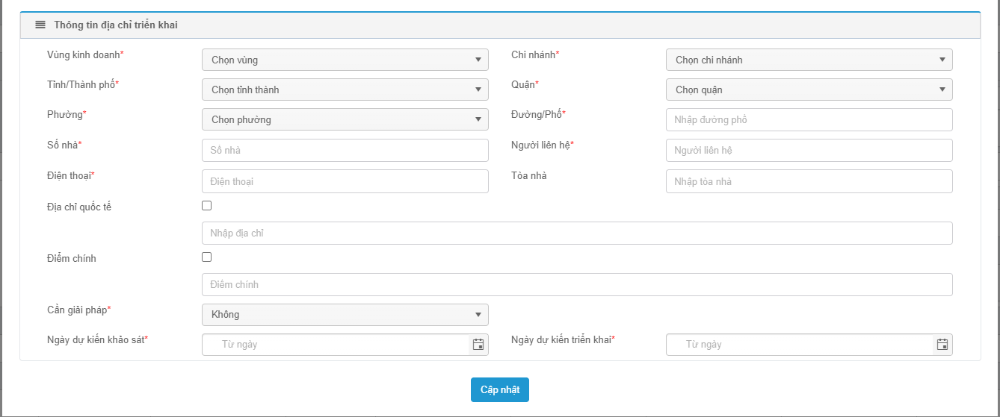 Thông tin địa chỉ triển khai
Vùng kinh doanh* Chọn vùng Chi nhánh* Chọn chi nhánh
Tỉnh/Thành phố* Chọn tỉnh thành Quận* Chọn quận
Phường* Chọn phường Đường/Phố* Nhập đường phố
Số nhà* Số nhà Người liên hệ* Người liên hệ
Điện thoại* Điện thoại Tòa nhà Nhập tòa nhà
Địa chỉ quốc tế
Nhập địa chỉ
Điểm chính
Điểm chính
Cần giải pháp* Không
Ngày dự kiến khảo sát* Từ ngày Ngày dự kiến triển khai* Từ ngày
Cập nhật